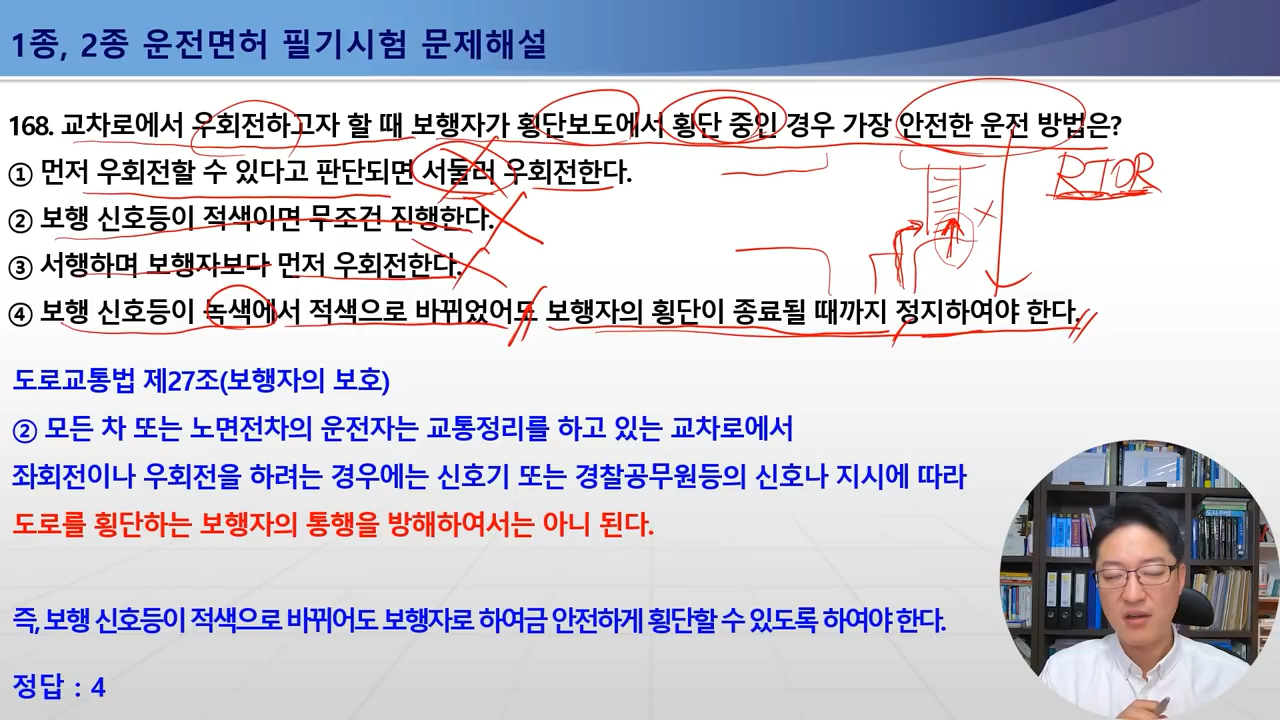 1종, 2종 운전면허 필기시험 문제해설
168. 교차로에서 우회전하고자 할 때 보행자가 횡단보도에서 횡단 중인 경우 가장 안전한 운전 방법은?
① 먼저 우회전할 수 있다고 판단되면 서둘러 우회전한다.
② 보행 신호등이 적색이면 무조건 진행한다.
③ 서행하며 보행자보다 먼저 우회전한다.
④ 보행 신호등이 녹색에서 적색으로 바뀌었어도 보행자의 횡단이 종료될 때까지 정지하여야 한다.
RTOR
도로교통법 제27조(보행자의 보호)
② 모든 차 또는 노면전차의 운전자는 교통정리를 하고 있는 교차로에서
좌회전이나 우회전을 하려는 경우에는 신호기 또는 경찰공무원등의 신호나 지시에 따라
도로를 횡단하는 보행자의 통행을 방해하여서는 아니 된다.
즉, 보행 신호등이 적색으로 바뀌어도 보행자로 하여금 안전하게 횡단할 수 있도록 하여야 한다.
정답 : 4